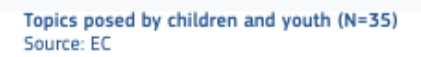 Topics posed by children and youth (N=35)
Source: EC